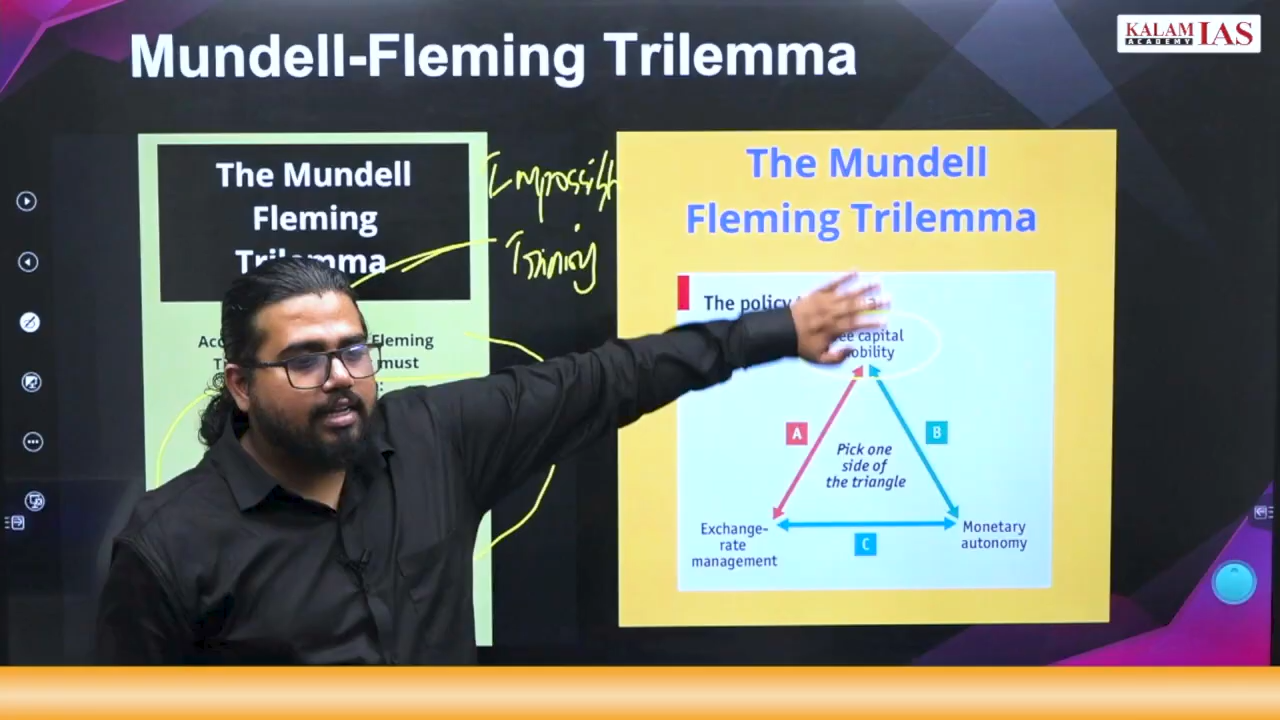 KALAM IAS
ACADEMY
Mundell-Fleming Trilemma
The Mundell
Fleming
Trilemma
Fleming
must
Trinity
The Mundell
Fleming Trilemma
The policy
capital
mobility
A
B
Pick one
side of
the triangle
Exchange-
rate
management
Monetary
autonomy
C